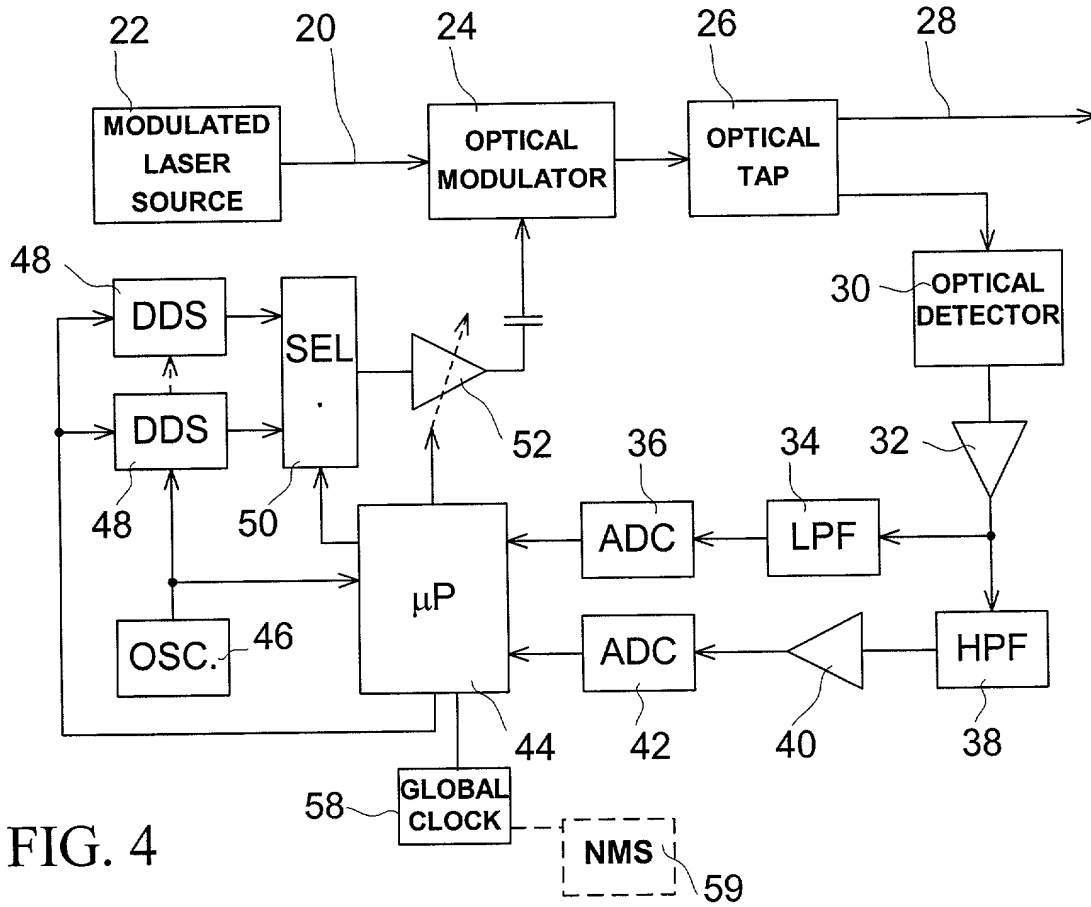 22
20
24
26
28
MODULATED
LASER
SOURCE
OPTICAL
MODULATOR
OPTICAL
TAP
48
DDS
SEL
.
30
OPTICAL
DETECTOR
DDS
48
50
52
36
34
32
ADC
LPF
μP
OSC.
46
ADC
HPF
44
42
40
38
58
GLOBAL
CLOCK
NMS
59
FIG. 4